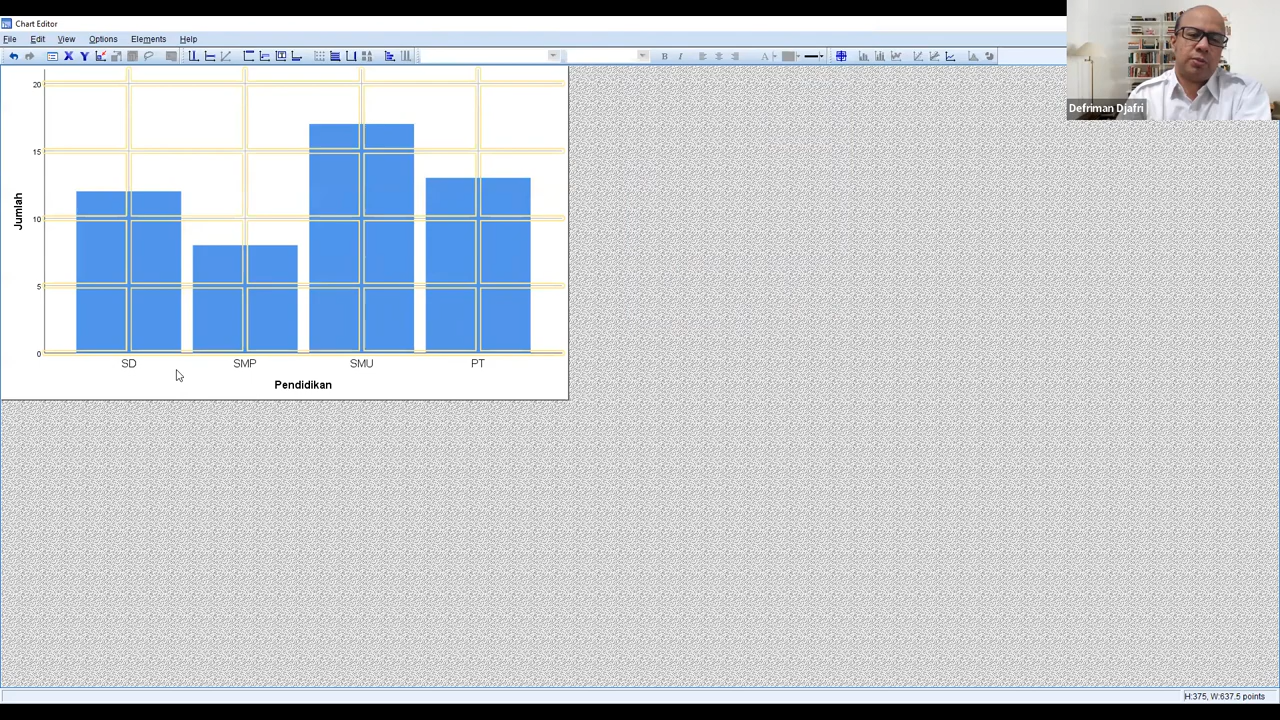 Chart Editor
File Edit View Options Elements Help
B I A
Defriman Djafri
20
15
10
5
0
Jumlah
SD SMP SMU PT
Pendidikan
H:375, W:637.5 points